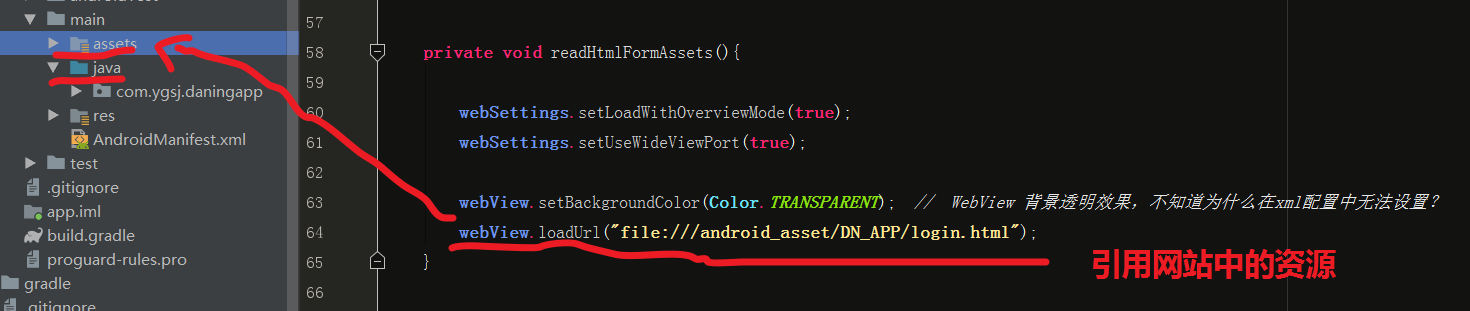 main
assets
java
com.ygsj.daningapp
res
AndroidManifest.xml
test
.gitignore
app.iml
build.gradle
proguard-rules.pro
gradle
.gitignore
57
58 private void readHtmlFormAssets(){
59
60 webSettings.setLoadWithOverviewMode(true);
61 webSettings.setUseWideViewPort(true);
62
63 webView.setBackgroundColor(Color.TRANSPARENT); // WebView 背景透明效果，不知道为什么在xml配置中无法设置?
64 webView.loadUrl("file:///android_asset/DN_APP/login.html");
65 }
66
引用网站中的资源